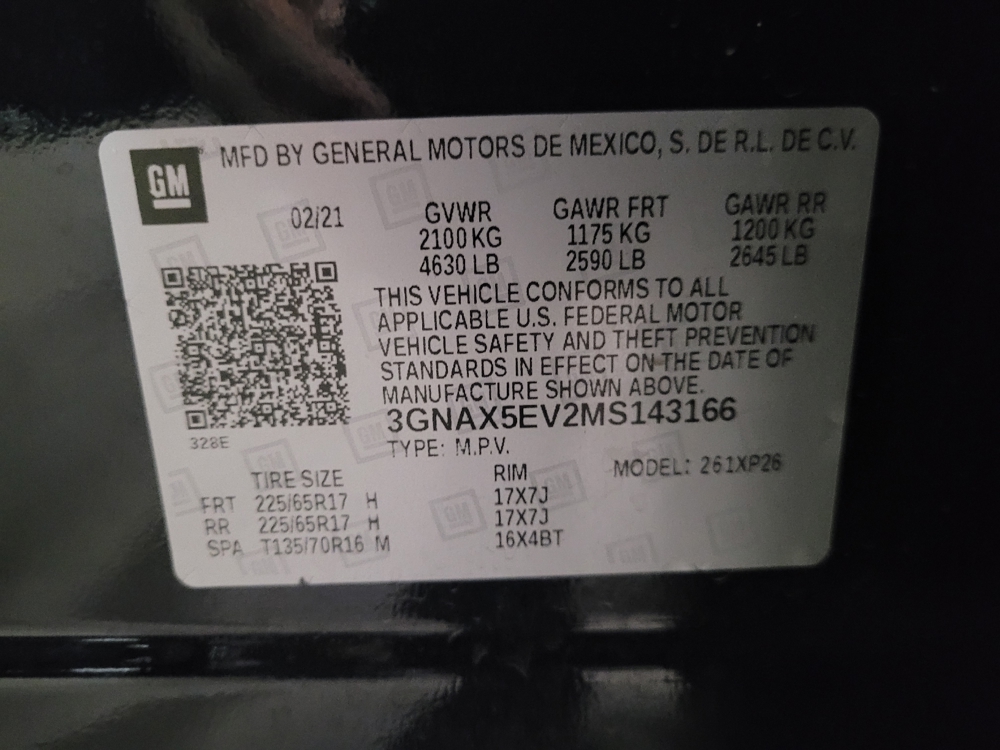 GM
MFD BY GENERAL MOTORS DE MEXICO, S. DE R.L. DE C.V.
02/21 GVWR GAWR FRT GAWR RR
2100 KG 1175 KG 1200 KG
4630 LB 2590 LB 2645 LB
THIS VEHICLE CONFORMS TO ALL
APPLICABLE U.S. FEDERAL MOTOR
VEHICLE SAFETY AND THEFT PREVENTION
STANDARDS IN EFFECT ON THE DATE OF
MANUFACTURE SHOWN ABOVE.
3GNAX5EV2MS143166
328E
TYPE: M.P.V.
TIRE SIZE RIM MODEL: 261XP26
FRT 225/65R17 H 17X7J
RR 225/65R17 H 17X7J
SPA T135/70R16 M 16X4BT